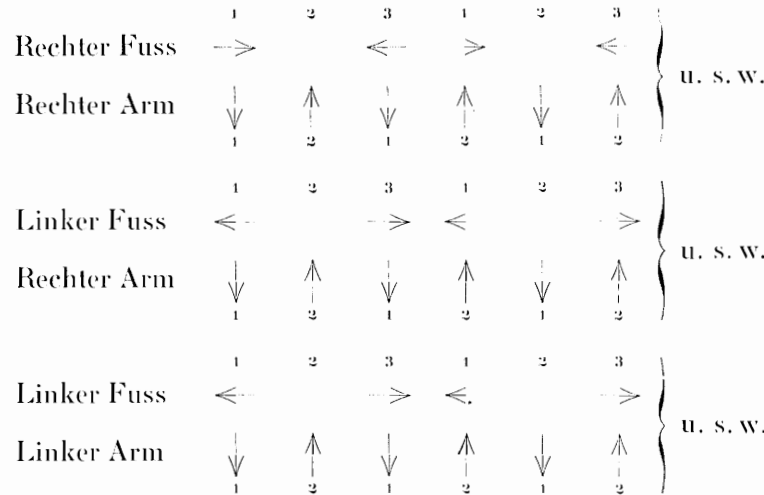 1 2 3 1 2 3
Rechter Fuss
u. s. w.
Rechter Arm
1 2 1 2 1 2
1 2 3 1 2 3
Linker Fuss
u. s. w.
Rechter Arm
1 2 1 2 1 2
1 2 3 1 2 3
Linker Fuss
u. s. w.
Linker Arm
1 2 1 2 1 2